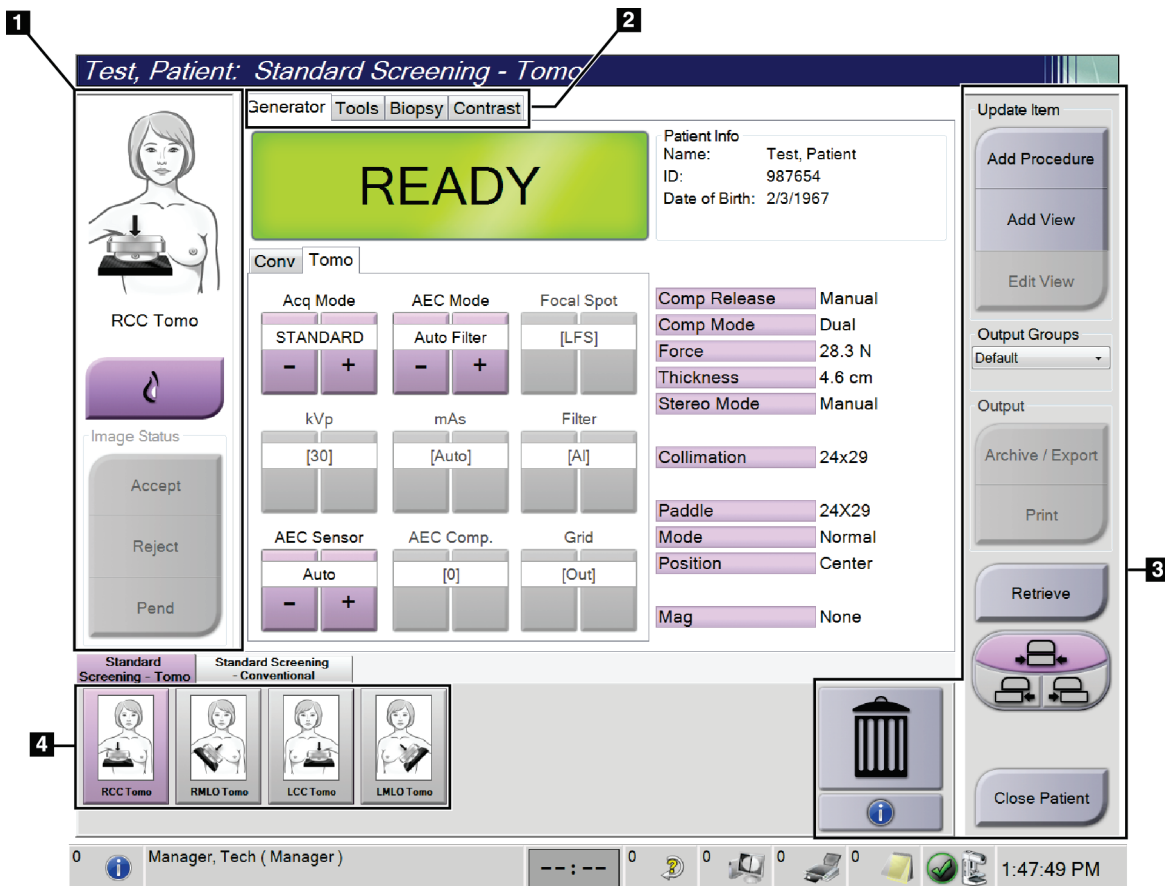 1
2
Test, Patient: Standard Screening - Tomo
Generator Tools Biopsy Contrast
READY
Patient Info
Name: Test, Patient
ID: 987654
Date of Birth: 2/3/1967
RCC Tomo
Image Status
Accept
Reject
Pend
Conv Tomo
Acq Mode AEC Mode Focal Spot
STANDARD Auto Filter [LFS]
- + - +
kVp mAs Filter
[30] [Auto] [Al]
AEC Sensor AEC Comp. Grid
Auto [0] [Out]
- +
Comp Release Manual
Comp Mode Dual
Force 28.3 N
Thickness 4.6 cm
Stereo Mode Manual
Collimation 24x29
Paddle 24X29
Mode Normal
Position Center
Mag None
Update Item
Add Procedure
Add View
Edit View
Output Groups
Default
Output
Archive / Export
Print
Retrieve
Close Patient
3
Standard
Screening - Tomo
Standard Screening
- Conventional
4
RCC Tomo RMLO Tomo LCC Tomo LMLO Tomo
i
0 i Manager, Tech ( Manager ) --:-- 0 ? 0 0 0 1:47:49 PM